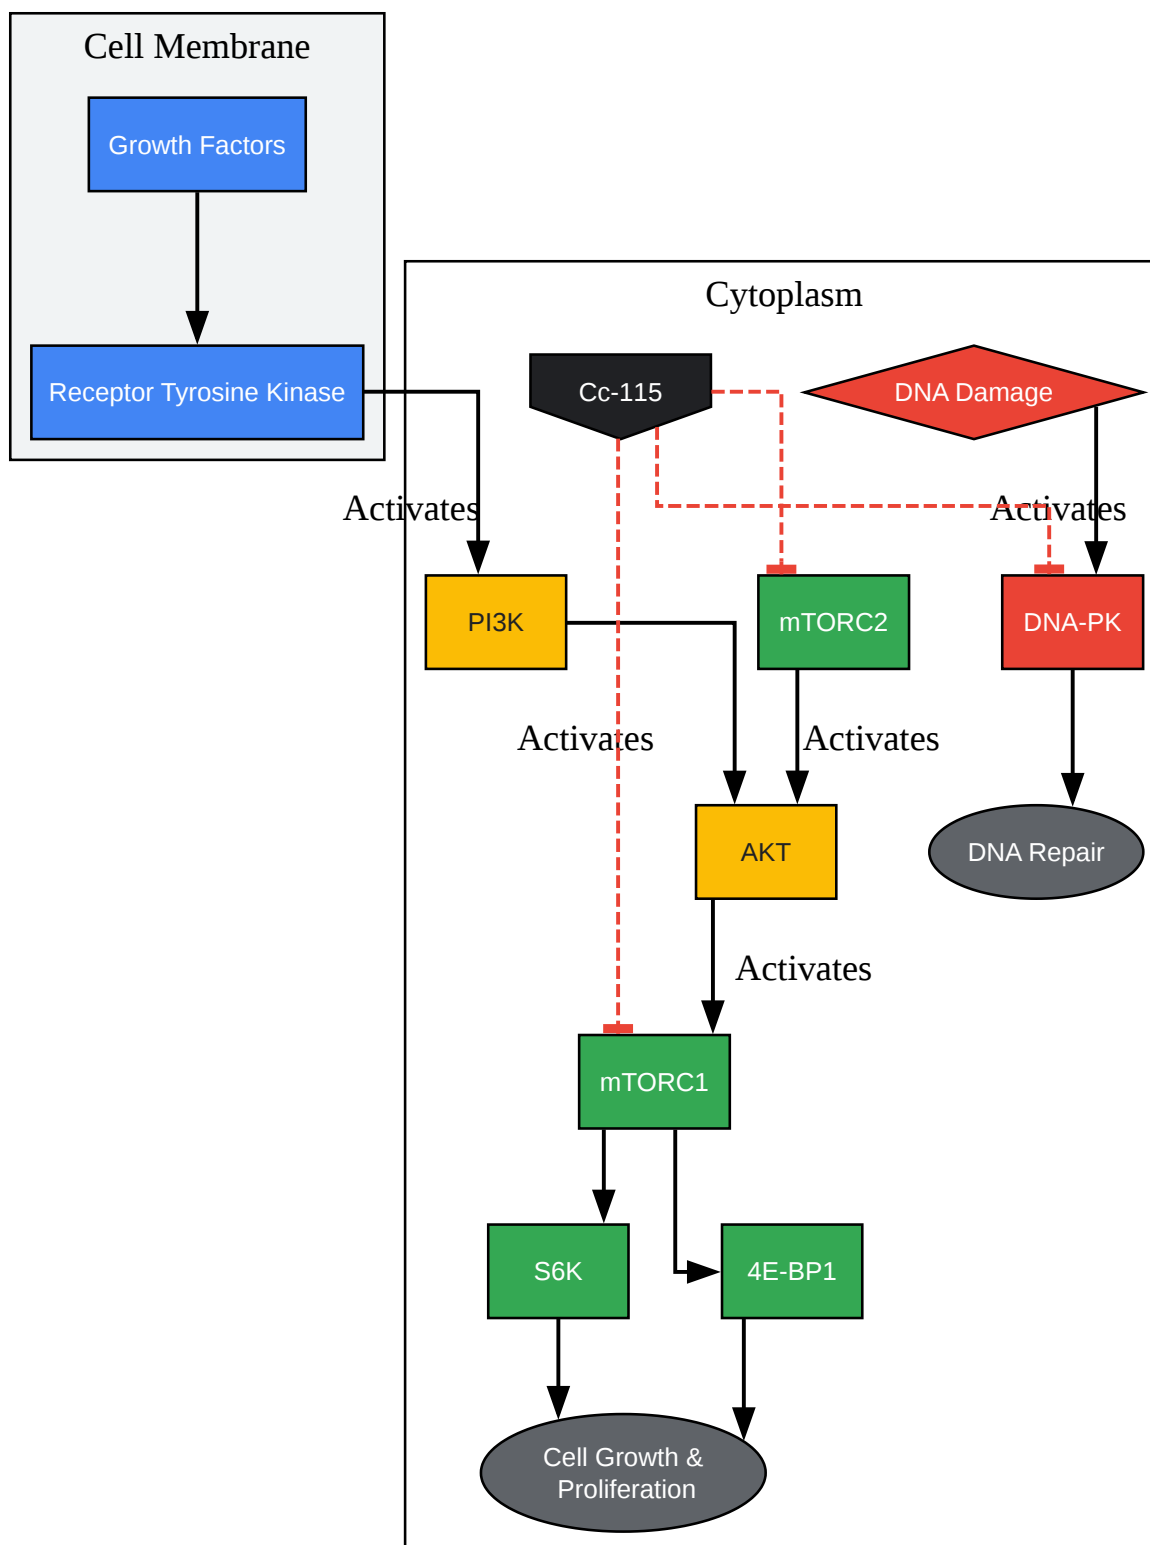 Cell Membrane
Growth Factors
Cytoplasm
Receptor Tyrosine Kinase
Cc-115
DNA Damage
Activates
Activates
PI3K
mTORC2
DNA-PK
Activates
Activates
AKT
DNA Repair
Activates
mTORC1
S6K
4E-BP1
Cell Growth &
Proliferation